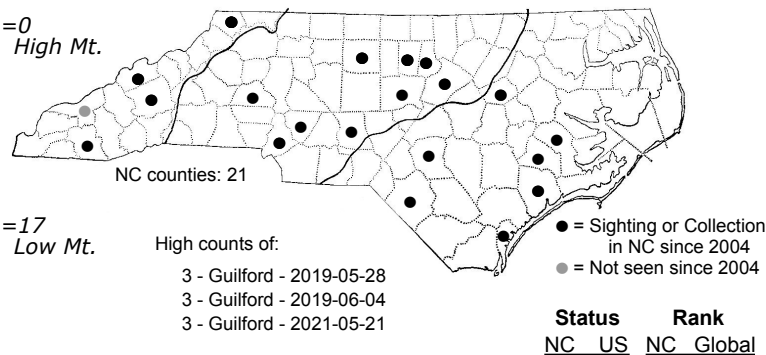 =0
High Mt.
NC counties: 21
=17
Low Mt.
High counts of:
3 - Guilford - 2019-05-28
3 - Guilford - 2019-06-04
3 - Guilford - 2021-05-21
● = Sighting or Collection
in NC since 2004
● = Not seen since 2004
Status Rank
NC US NC Global